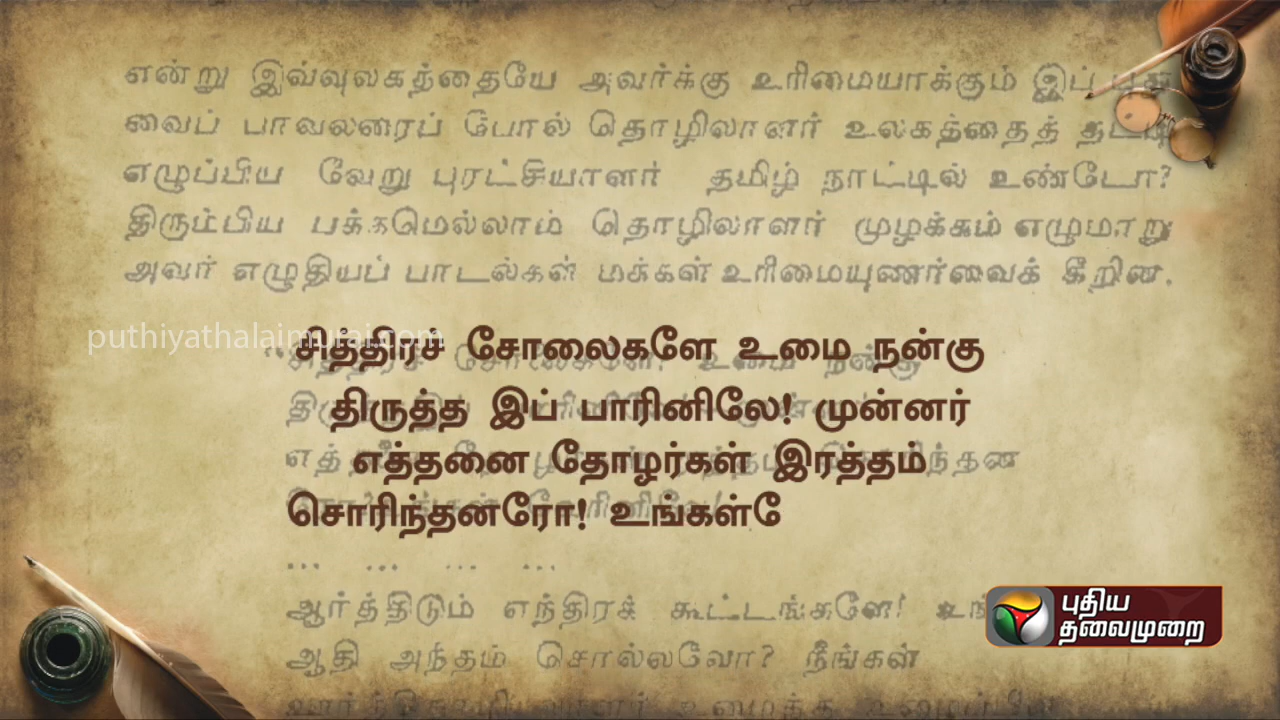 என்று இவ்வுலகத்தையே அவர்க்கு உரிமையாக்கும் இப் புது
வைப் பாவலரைப் போல் தொழிலாளர் உலகத்தைத் தட்டி
எழுப்பிய வேறு புரட்சியாளர் தமிழ் நாட்டில் உண்டோ?
திரும்பிய பக்கமெல்லாம் தொழிலாளர் முழக்கம் எழுமாறு
அவர் எழுதியப் பாடல்கள் மக்கள் உரிமையுணர்வைக் கீறின.
puthiyathalaimurai.com
சித்திரச் சோலைகளே உமை நன்கு
திருத்த இப் பாரினிலே! முன்னர்
எத்தனை தோழர்கள் இரத்தம்
சொரிந்தனரோ! உங்கள்வே
... ... ... ...
ஆர்த்திடும் எந்திரக் கூட்டங்களே!
ஆதி அந்தம் சொல்லவோ? நீங்கள்
புதிய
தலைமுறை